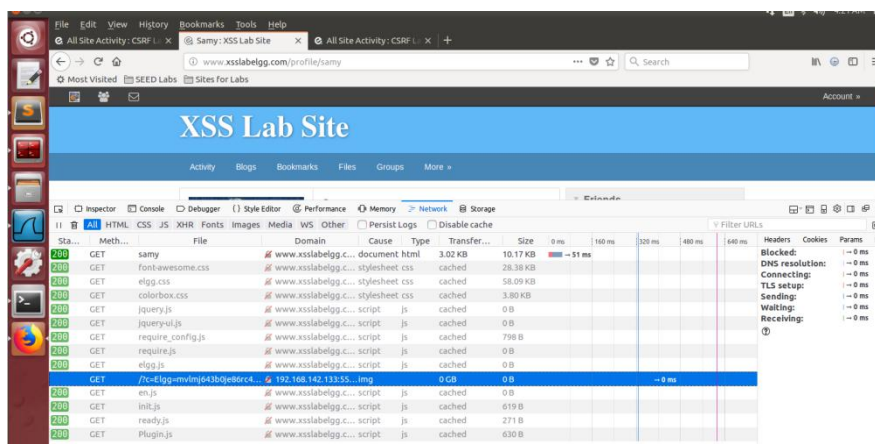 File Edit View History Bookmarks Tools Help
All Site Activity: CSRF L × Samy: XSS Lab Site × All Site Activity: CSRF L × +
www.xsslabelgg.com/profile/samy ... Search
Most Visited SEED Labs Sites for Labs
Account »
XSS Lab Site
Activity Blogs Bookmarks Files Groups More »
Friends
Inspector Console Debugger {} Style Editor Performance Memory Network Storage
All HTML CSS JS XHR Fonts Images Media WS Other Persist Logs Disable cache Filter URLs
Sta... Meth... File Domain Cause Type Transfer... Size 0 ms 160 ms 320 ms 480 ms 640 ms Headers Cookies Params
200 GET samy www.xsslabelgg.c... document html 3.02 KB 10.17 KB → 51 ms Blocked: → 0 ms
200 GET font-awesome.css www.xsslabelgg.c... stylesheet css cached 28.38 KB DNS resolution: → 0 ms
200 GET elgg.css www.xsslabelgg.c... stylesheet css cached 58.09 KB Connecting: → 0 ms
200 GET colorbox.css www.xsslabelgg.c... stylesheet css cached 3.80 KB TLS setup: → 0 ms
200 GET jquery.js www.xsslabelgg.c... script js cached 0 B Sending: → 0 ms
200 GET jquery-ui.js www.xsslabelgg.c... script js cached 0 B Waiting: → 0 ms
200 GET require_config.js www.xsslabelgg.c... script js cached 798 B Receiving: → 0 ms
200 GET require.js www.xsslabelgg.c... script js cached 0 B
200 GET elgg.js www.xsslabelgg.c... script js cached 0 B
GET /?c=Elgg=mvlmj643b0je86rc4... 192.168.142.133:55... img 0 GB 0 B → 0 ms
200 GET en.js www.xsslabelgg.c... script js cached 0 B
200 GET init.js www.xsslabelgg.c... script js cached 619 B
200 GET ready.js www.xsslabelgg.c... script js cached 271 B
200 GET Plugin.js www.xsslabelgg.c... script js cached 630 B